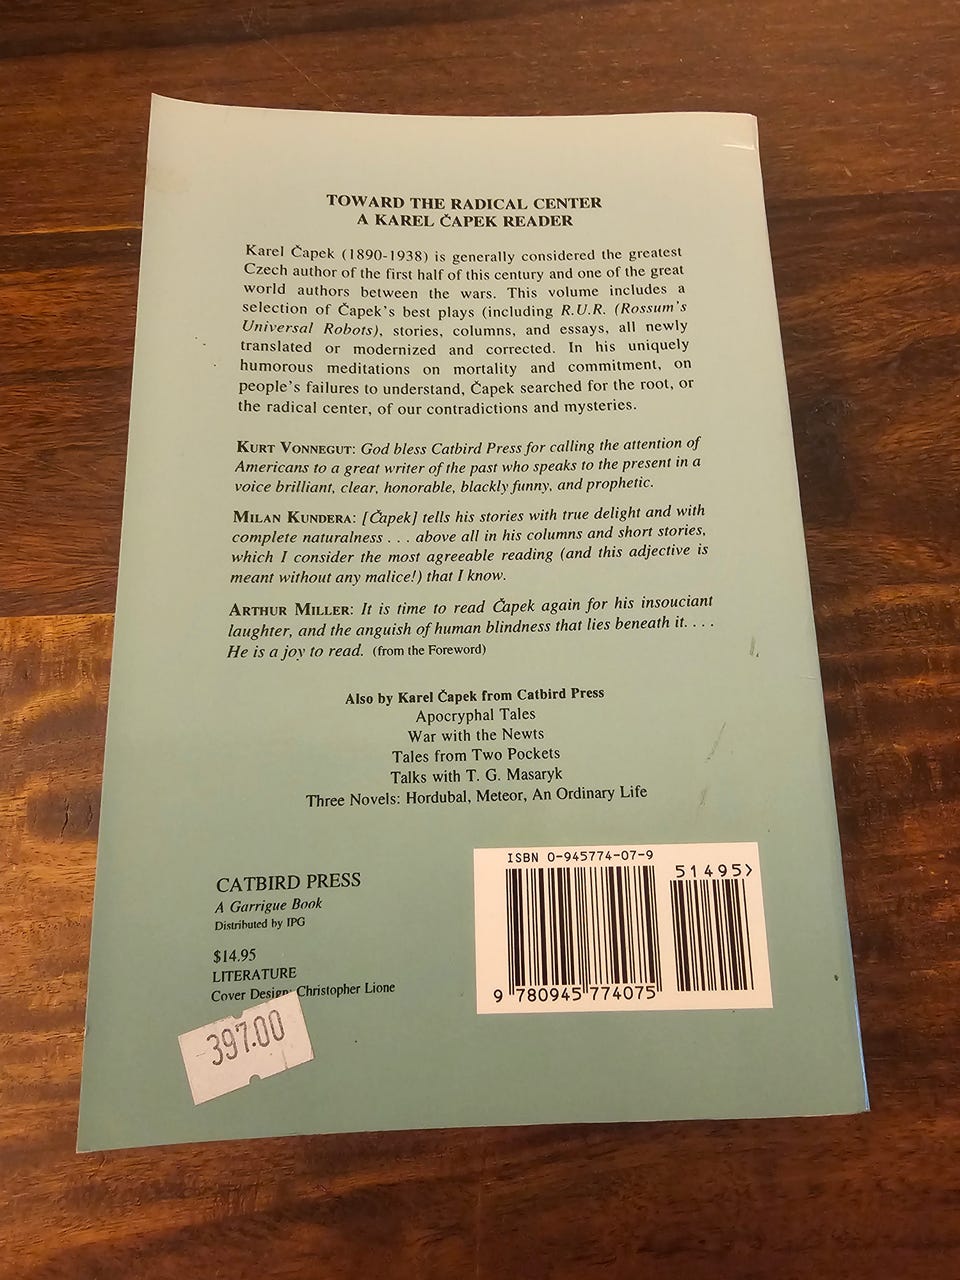 TOWARD THE RADICAL CENTER
A KAREL ČAPEK READER
Karel Čapek (1890-1938) is generally considered the greatest
Czech author of the first half of this century and one of the great
world authors between the wars. This volume includes a
selection of Čapek's best plays (including R.U.R. (Rossum's
Universal Robots), stories, columns, and essays, all newly
translated or modernized and corrected. In his uniquely
humorous meditations on mortality and commitment, on
people's failures to understand, Čapek searched for the root, or
the radical center, of our contradictions and mysteries.
KURT VONNEGUT: God bless Catbird Press for calling the attention of
Americans to a great writer of the past who speaks to the present in a
voice brilliant, clear, honorable, blackly funny, and prophetic.
MILAN KUNDERA: [Čapek] tells his stories with true delight and with
complete naturalness . . . above all in his columns and short stories,
which I consider the most agreeable reading (and this adjective is
meant without any malice!) that I know.
ARTHUR MILLER: It is time to read Čapek again for his insouciant
laughter, and the anguish of human blindness that lies beneath it. . . .
He is a joy to read. (from the Foreword)
Also by Karel Čapek from Catbird Press
Apocryphal Tales
War with the Newts
Tales from Two Pockets
Talks with T. G. Masaryk
Three Novels: Hordubal, Meteor, An Ordinary Life
CATBIRD PRESS
A Garrigue Book
Distributed by IPG
$14.95
LITERATURE
Cover Design: Christopher Lione
397.00
ISBN 0-945774-07-9
51495>
9 780945 774075